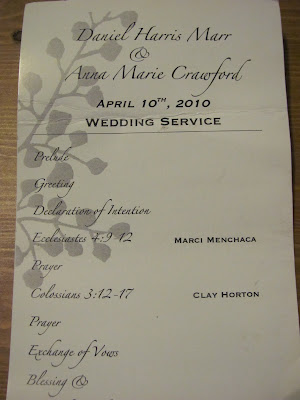 Daniel Harris Marr
&
Anna Marie Crawford
April 10th, 2010
Wedding Service
Prelude
Greeting
Declaration of Intention
Ecclesiastes 4:9-12 Marci Menchaca
Prayer
Colossians 3:12-17 Clay Horton
Prayer
Exchange of Vows
Blessing &